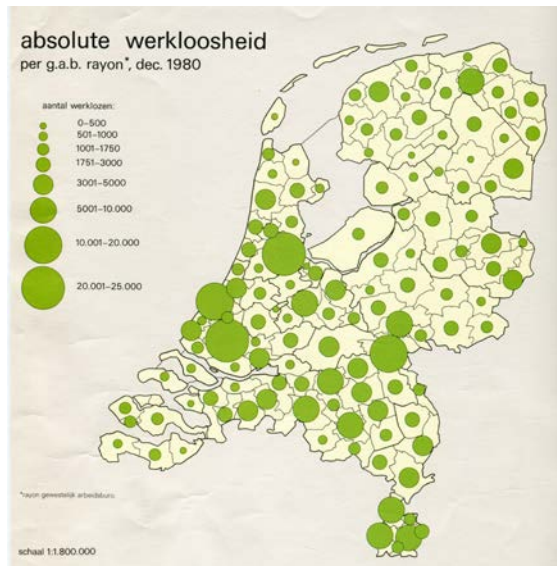 absolute werkloosheid
per g.a.b. rayon*, dec. 1980
aantal werklozen:
0–500
501–1000
1001–1750
1751–3000
3001–5000
5001–10.000
10.001–20.000
20.001–25.000
*rayon gewestelijk arbeidsburo.
schaal 1:1.800.000